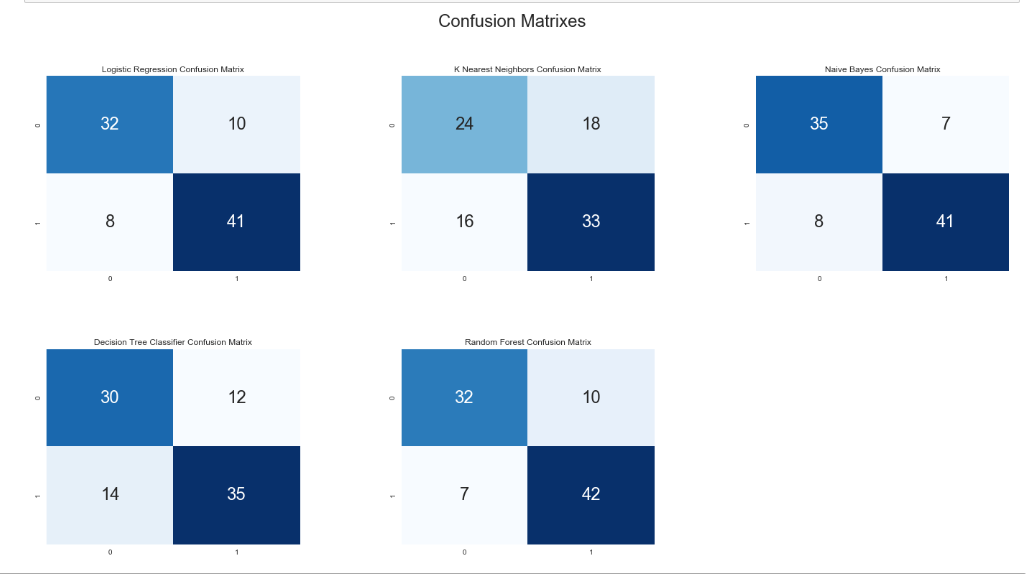 Confusion Matrixes
Logistic Regression Confusion Matrix
0 32 10
1 8 41
0 1
K Nearest Neighbors Confusion Matrix
0 24 18
1 16 33
0 1
Naive Bayes Confusion Matrix
0 35 7
1 8 41
0 1
Decision Tree Classifier Confusion Matrix
0 30 12
1 14 35
0 1
Random Forest Confusion Matrix
0 32 10
1 7 42
0 1